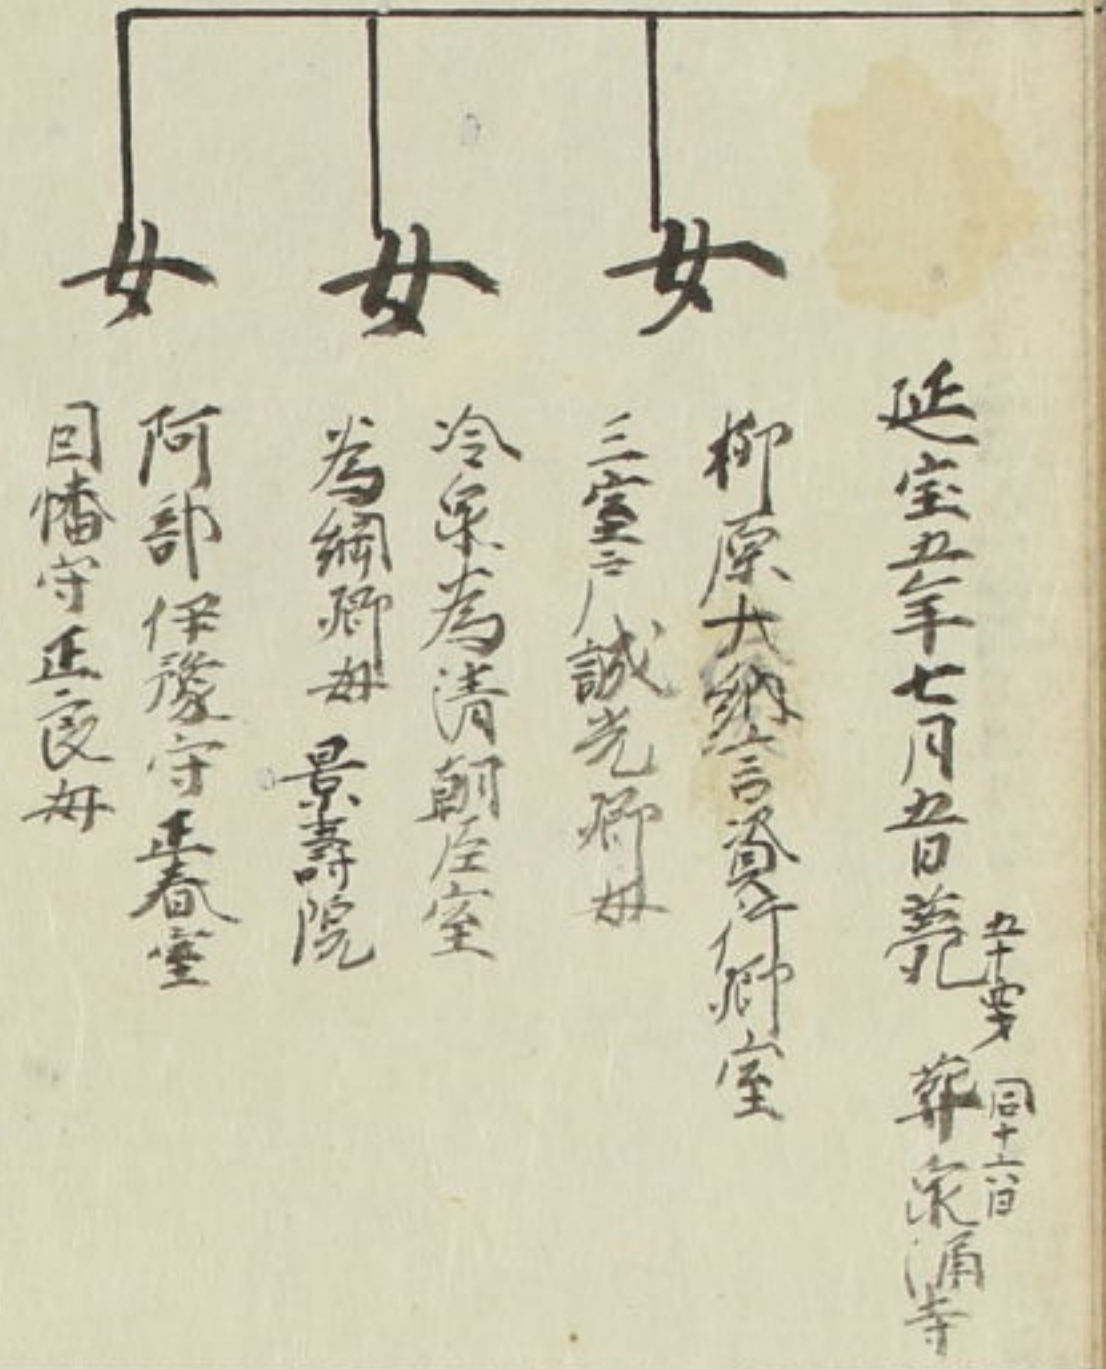 延宝五年七月五日薨 葬泉涌寺
五十四才
同十六日
女
柳原大納言資行卿室
三室戸誠光卿母
女
冷泉為清朝臣室
為綱卿母 景壽院
女
阿部伊豫守正春室
因幡守正良母